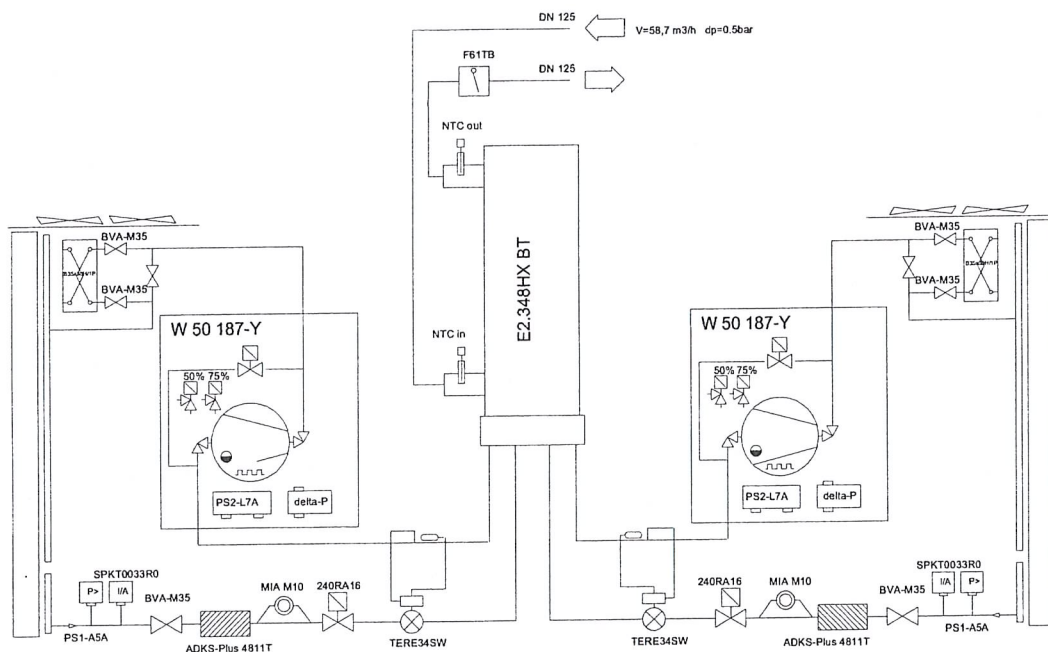 DN 125
V=58,7 m3/h dp=0.5bar
F61TB
DN 125
NTC out
E2.348HX BT
NTC in
BVA-M35
BVA-M35
W 50 187-Y
50% 75%
PS2-L7A
delta-P
SPKT0033R0
P>
I/A
BVA-M35
PS1-A5A
ADKS-Plus 4811T
MIA M10
240RA16
TERE34SW
BVA-M35
BVA-M35
W 50 187-Y
50% 75%
PS2-L7A
delta-P
TERE34SW
240RA16
MIA M10
ADKS-Plus 4811T
BVA-M35
SPKT0033R0
I/A
P>
PS1-A5A